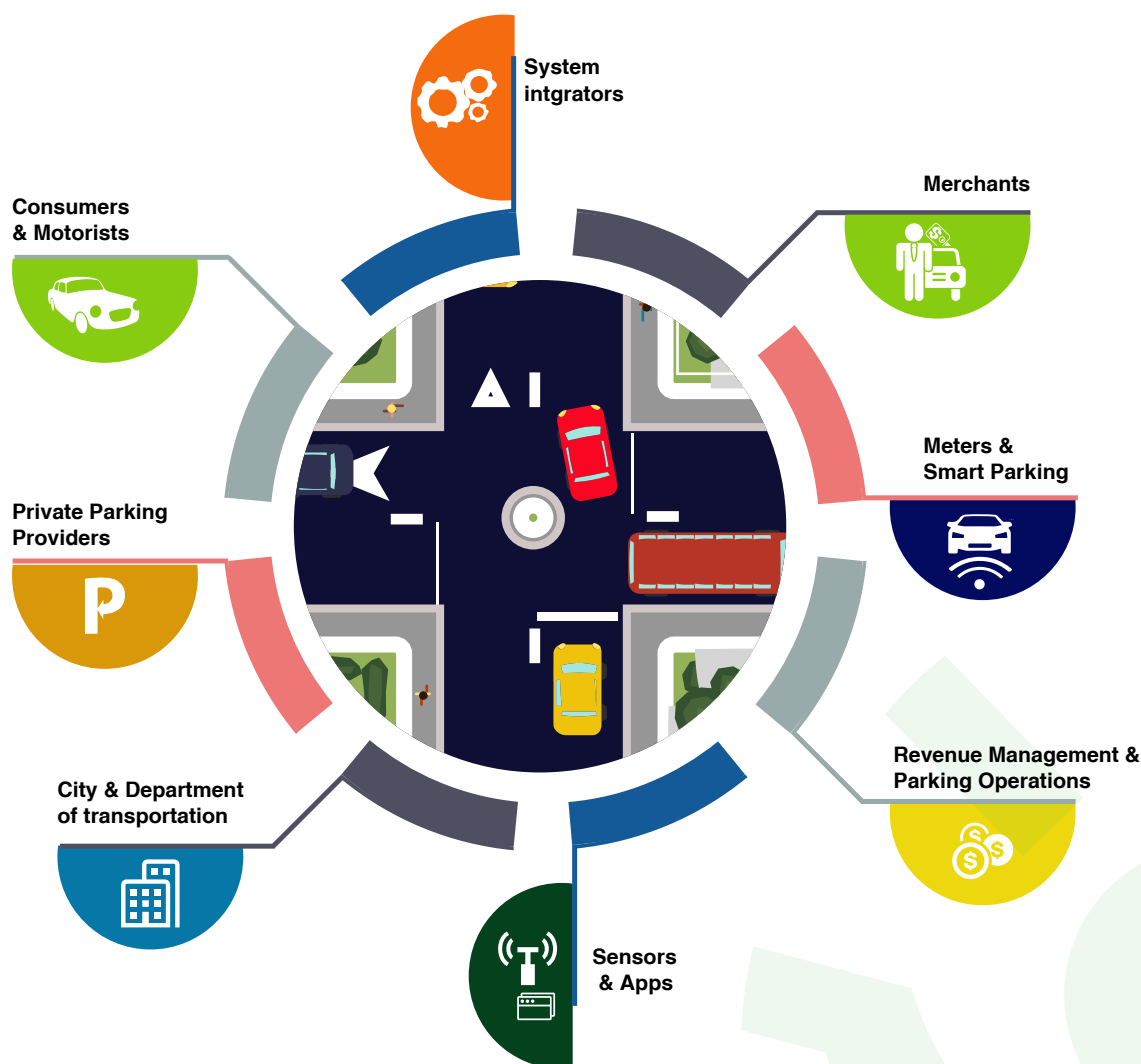 System
intgrators
Merchants
Consumers
& Motorists
Meters &
Smart Parking
Private Parking
Providers
Revenue Management &
Parking Operations
City & Department
of transportation
Sensors
& Apps